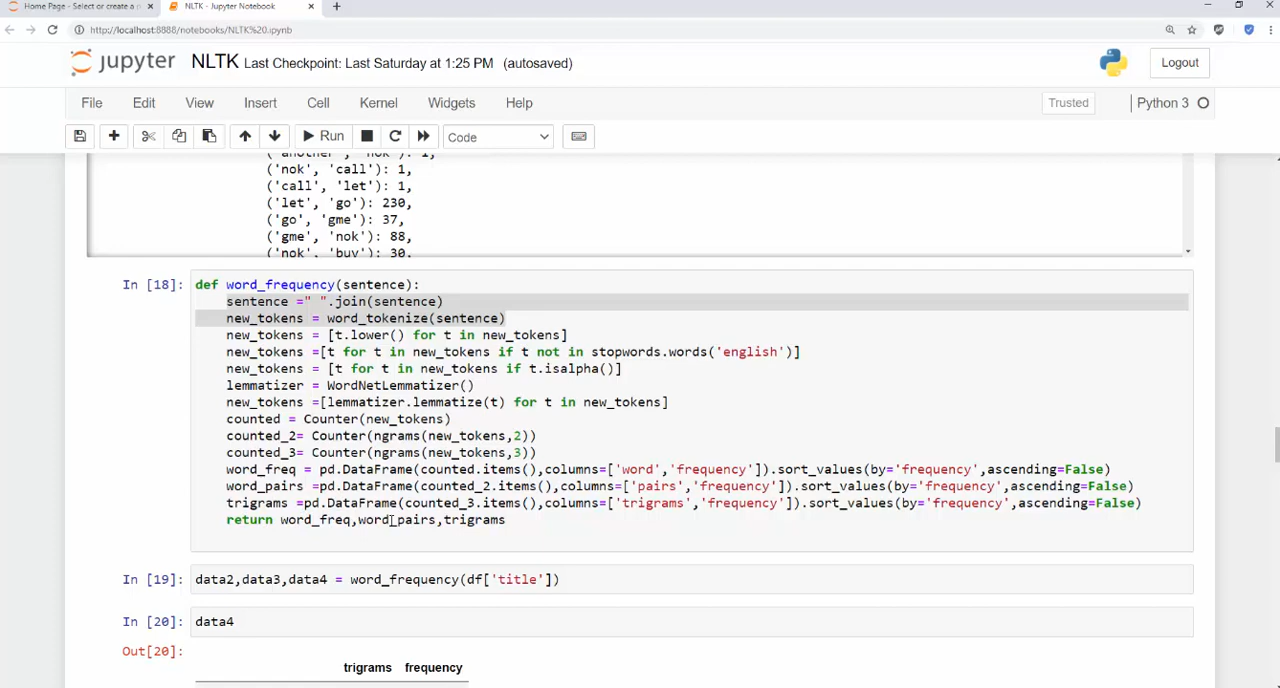 Home Page - Select or create a n
NLTK - Jupyter Notebook
http://localhost:8888/notebooks/NLTK%20.ipynb
jupyter NLTK Last Checkpoint: Last Saturday at 1:25 PM (autosaved)
Logout
File Edit View Insert Cell Kernel Widgets Help
Trusted
Python 3
Run
Code
('another', 'nok'): 1,
('nok', 'call'): 1,
('call', 'let'): 1,
('let', 'go'): 230,
('go', 'gme'): 37,
('gme', 'nok'): 88,
('nok', 'buy'): 30,
In [18]:
def word_frequency(sentence):
sentence =" ".join(sentence)
new_tokens = word_tokenize(sentence)
new_tokens = [t.lower() for t in new_tokens]
new_tokens =[t for t in new_tokens if t not in stopwords.words('english')]
new_tokens = [t for t in new_tokens if t.isalpha()]
lemmatizer = WordNetLemmatizer()
new_tokens =[lemmatizer.lemmatize(t) for t in new_tokens]
counted = Counter(new_tokens)
counted_2= Counter(ngrams(new_tokens,2))
counted_3= Counter(ngrams(new_tokens,3))
word_freq = pd.DataFrame(counted.items(),columns=['word','frequency']).sort_values(by='frequency',ascending=False)
word_pairs =pd.DataFrame(counted_2.items(),columns=['pairs','frequency']).sort_values(by='frequency',ascending=False)
trigrams =pd.DataFrame(counted_3.items(),columns=['trigrams','frequency']).sort_values(by='frequency',ascending=False)
return word_freq,word_pairs,trigrams
In [19]: data2,data3,data4 = word_frequency(df['title'])
In [20]: data4
Out[20]:
trigrams frequency